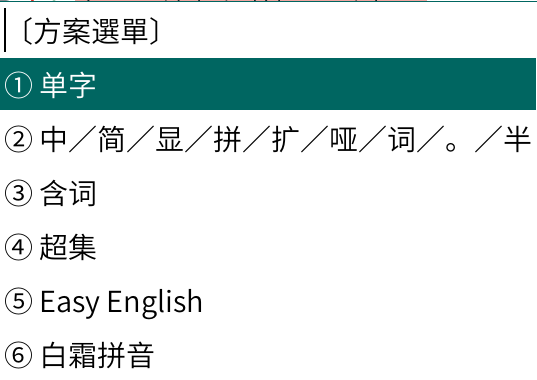 〔方案選單〕
① 单字
② 中／简／显／拼／扩／哑／词／。／半
③ 含词
④ 超集
⑤ Easy English
⑥ 白霜拼音